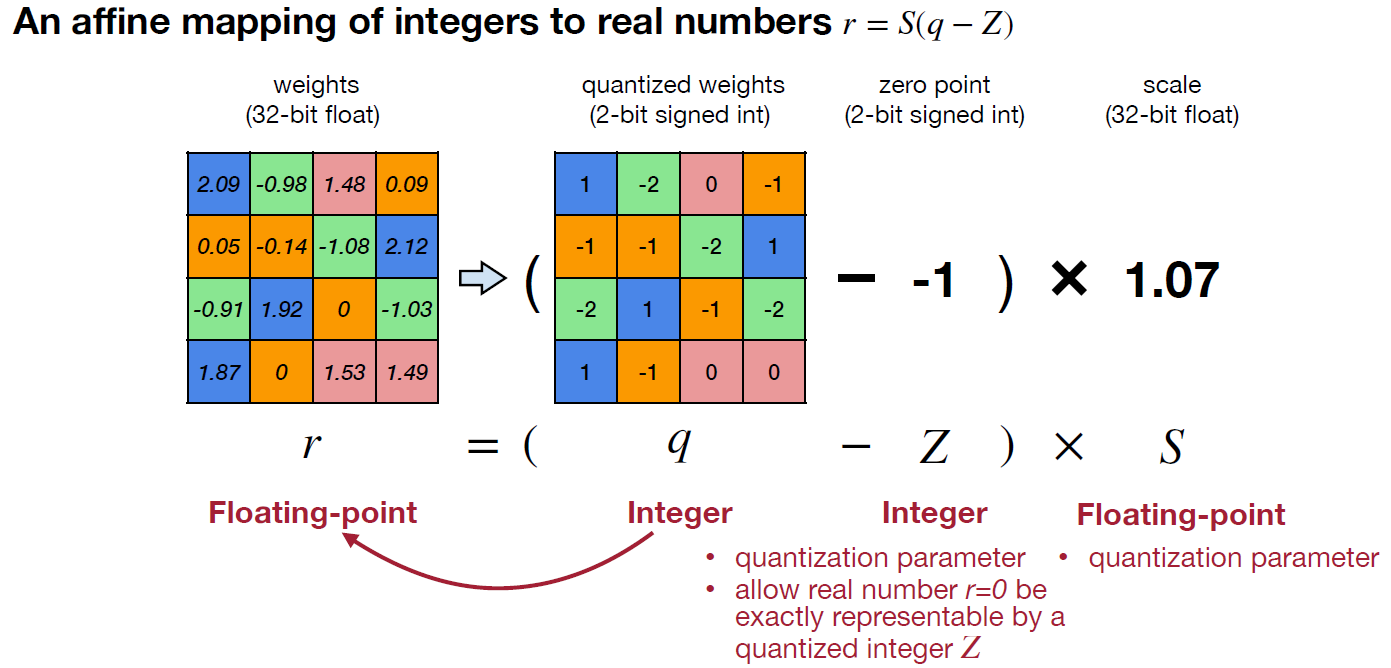 An affine mapping of integers to real numbers r = S(q − Z)
weights
(32-bit float)
quantized weights
(2-bit signed int)
zero point
(2-bit signed int)
scale
(32-bit float)
2.09 -0.98 1.48 0.09
0.05 -0.14 -1.08 2.12
-0.91 1.92 0 -1.03
1.87 0 1.53 1.49
(
1 -2 0 -1
-1 -1 -2 1
-2 1 -1 -2
1 -1 0 0
− -1 ) × 1.07
r = ( q − Z ) × S
Floating-point
Integer
Integer
• quantization parameter
• allow real number r=0 be
exactly representable by a
quantized integer Z
Floating-point
• quantization parameter